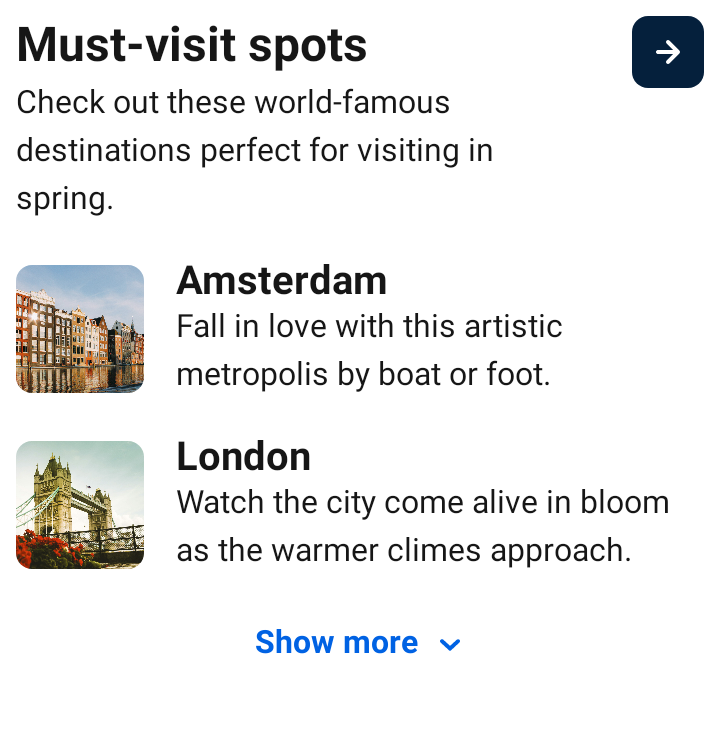 Must-visit spots
Check out these world-famous
destinations perfect for visiting in
spring.
Amsterdam
Fall in love with this artistic
metropolis by boat or foot.
London
Watch the city come alive in bloom
as the warmer climes approach.
Show more